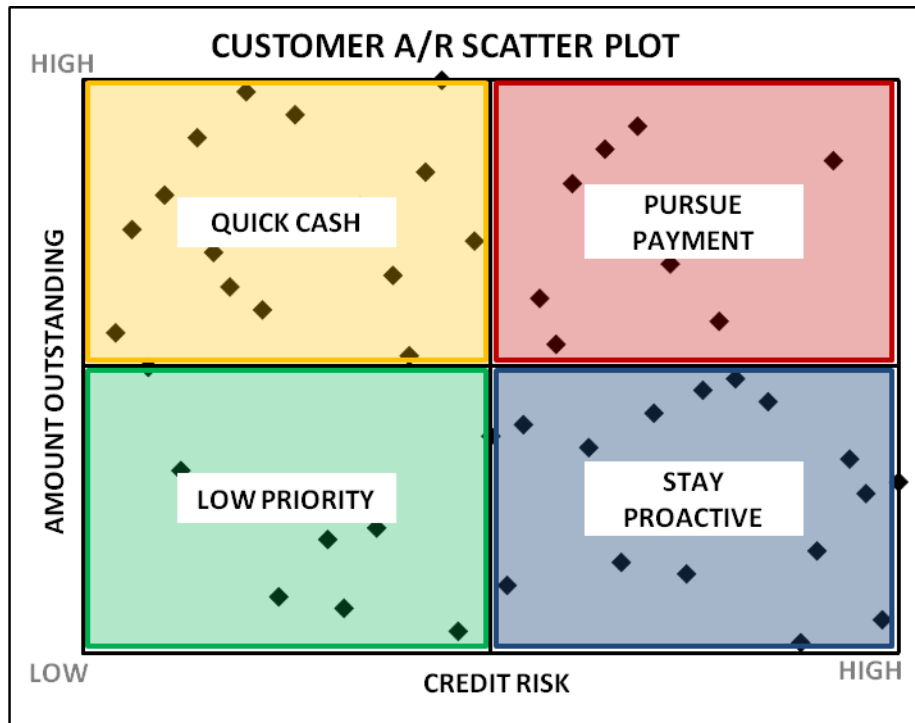 CUSTOMER A/R SCATTER PLOT
HIGH
QUICK CASH
PURSUE
PAYMENT
AMOUNT OUTSTANDING
LOW PRIORITY
STAY
PROACTIVE
LOW
CREDIT RISK
HIGH